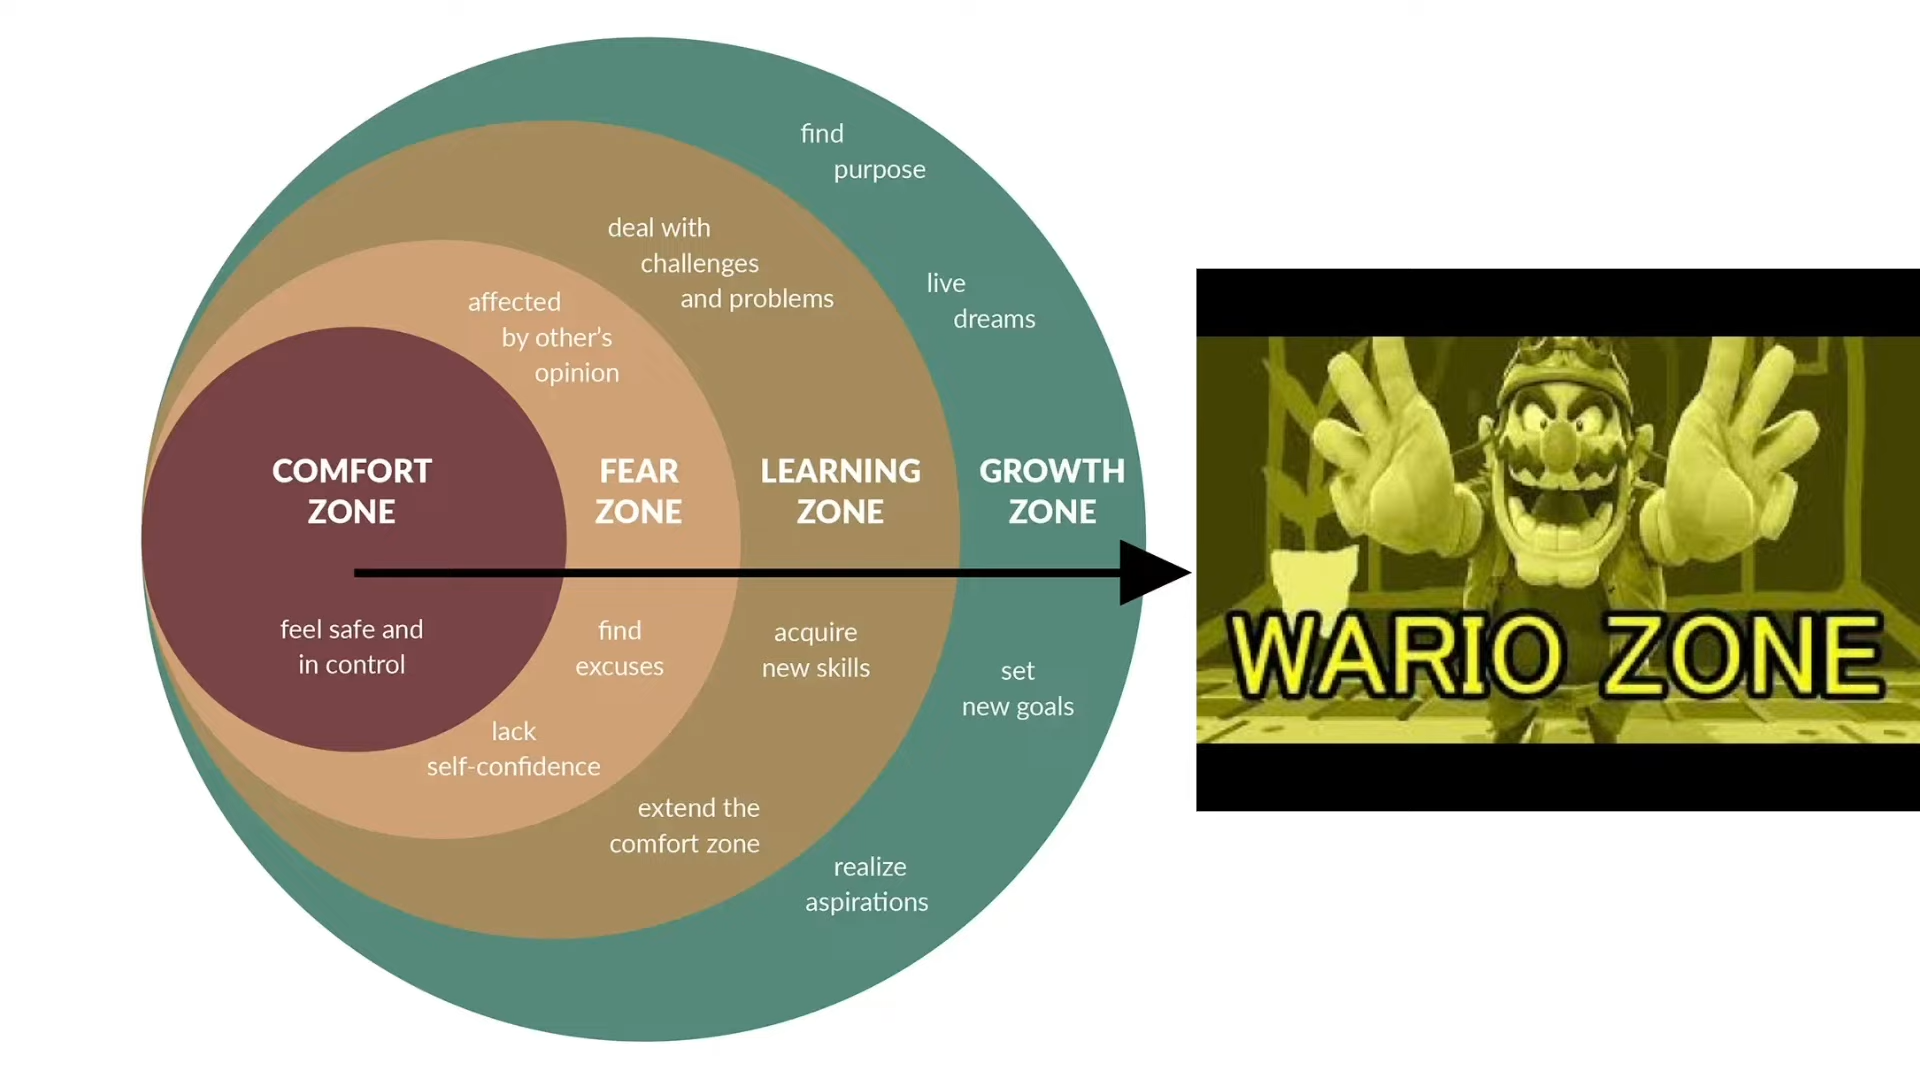 find
purpose
deal with
challenges
and problems
live
dreams
affected
by other's
opinion
COMFORT
ZONE
FEAR
ZONE
LEARNING
ZONE
GROWTH
ZONE
feel safe and
in control
find
excuses
acquire
new skills
set
new goals
lack
self-confidence
extend the
comfort zone
realize
aspirations
WARIO ZONE